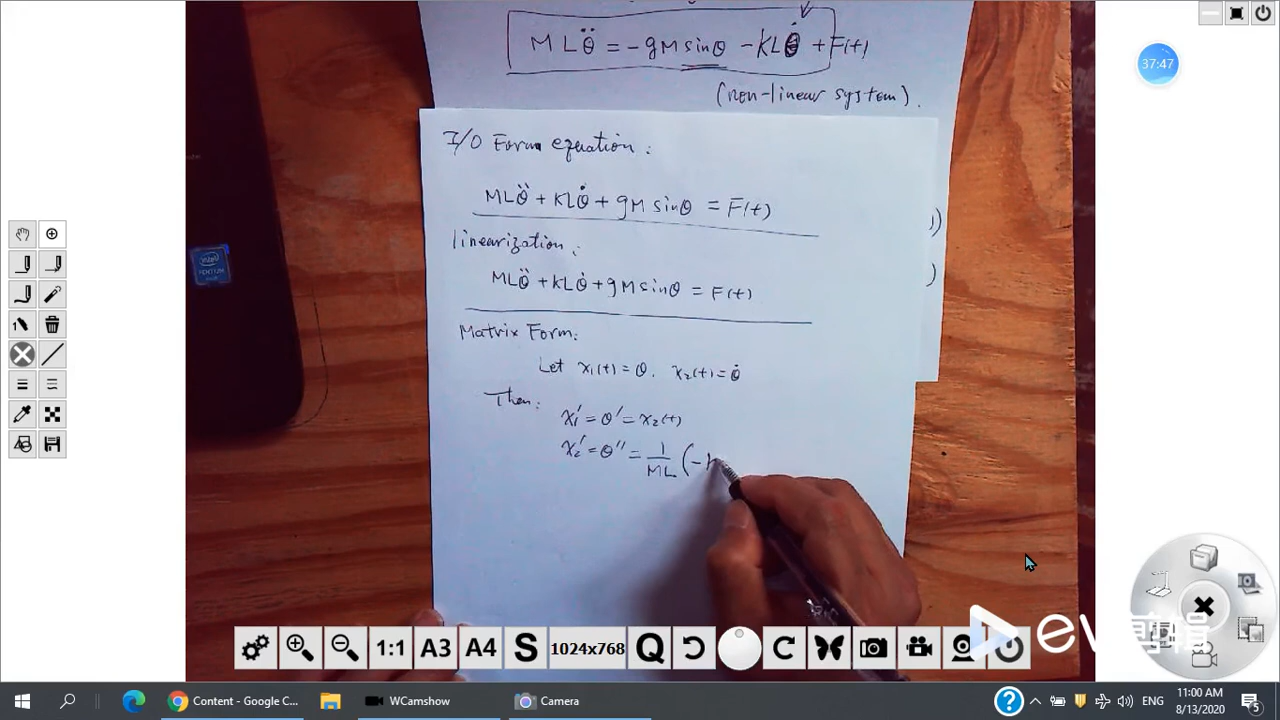 MLθ̈ = -gM sinθ - KLθ̇ + F(t)
(non-linear system).
I/O Form equation:
MLθ̈ + KLθ̇ + gM sinθ = F(t)
linearization:
MLθ̈ + KLθ̇ + gM sinθ = F(t)
Matrix Form:
Let x₁(t) = θ. x₂(t) = θ̇
Then:
x₁' = θ' = x₂(t)
x₂' = θ'' = 1/ML (-
37:47
1:1 A3 A4 S 1024x768 Q
Content - Google C...
WCamshow
Camera
ENG
11:00 AM
8/13/2020
5